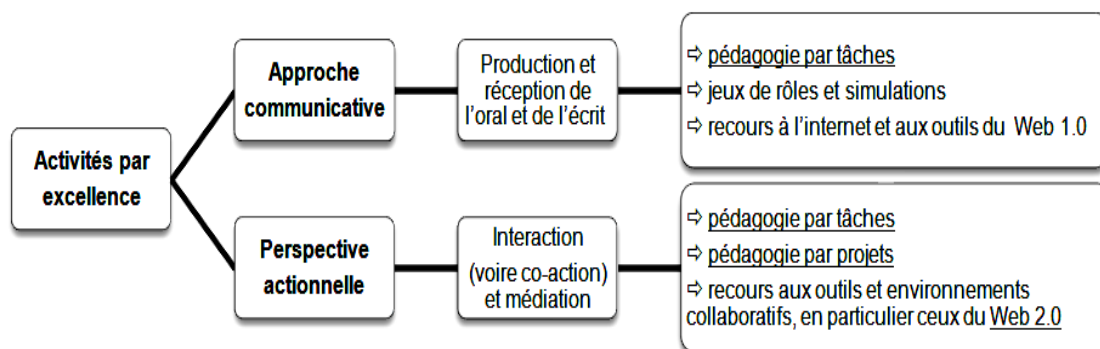 Activités par
excellence
Approche
communicative
Production et
réception de
l'oral et de l'écrit
⇨ pédagogie par tâches
⇨ jeux de rôles et simulations
⇨ recours à l'internet et aux outils du Web 1.0
Perspective
actionnelle
Interaction
(voire co-action)
et médiation
⇨ pédagogie par tâches
⇨ pédagogie par projets
⇨ recours aux outils et environnements
collaboratifs, en particulier ceux du Web 2.0